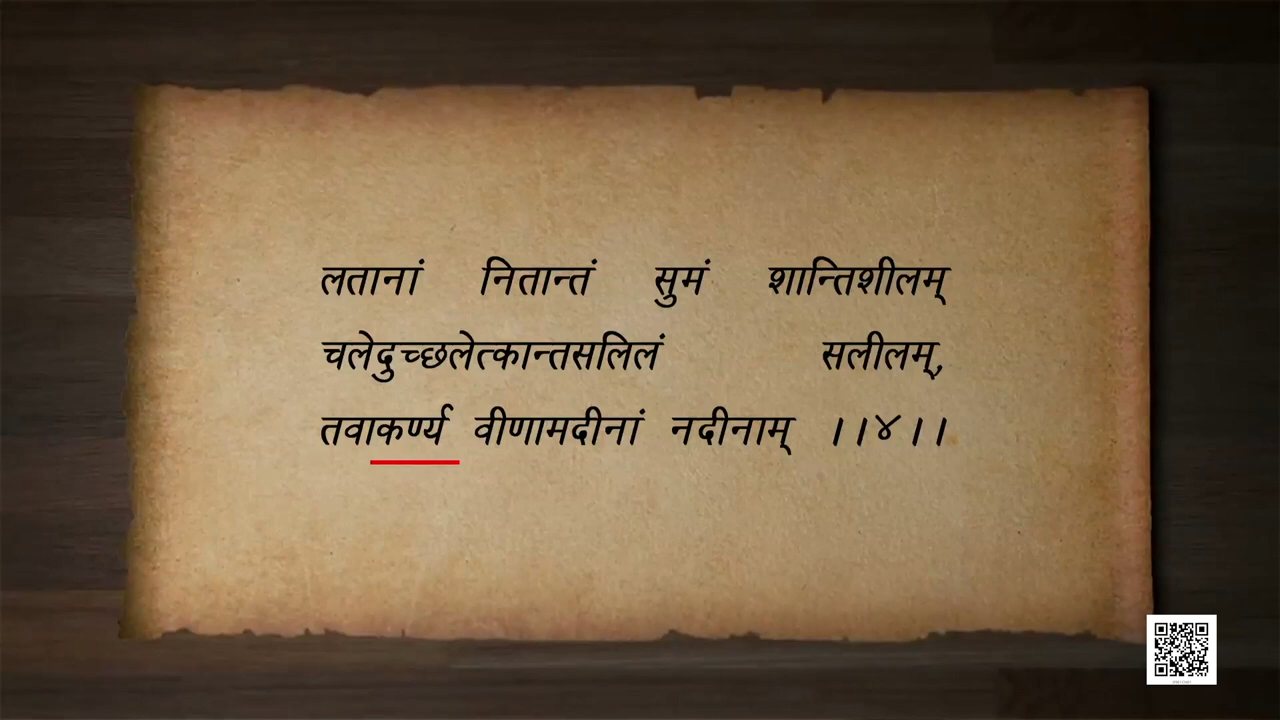 लतानां नितान्तं सुमं शान्तिशीलम्
चलेदुच्छलेत्कान्तसलिलं सलीलम्,
तवाकर्ण्य वीणामदीनां नदीनाम् ।।४।।